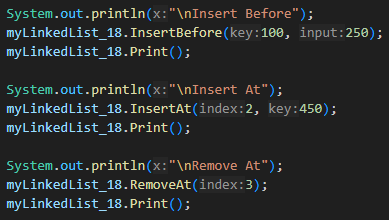 System.out.println(x:"\nInsert Before");
myLinkedList_18.InsertBefore(key:100, input:250);
myLinkedList_18.Print();
System.out.println(x:"\nInsert At");
myLinkedList_18.InsertAt(index:2, key:450);
myLinkedList_18.Print();
System.out.println(x:"\nRemove At");
myLinkedList_18.RemoveAt(index:3);
myLinkedList_18.Print();